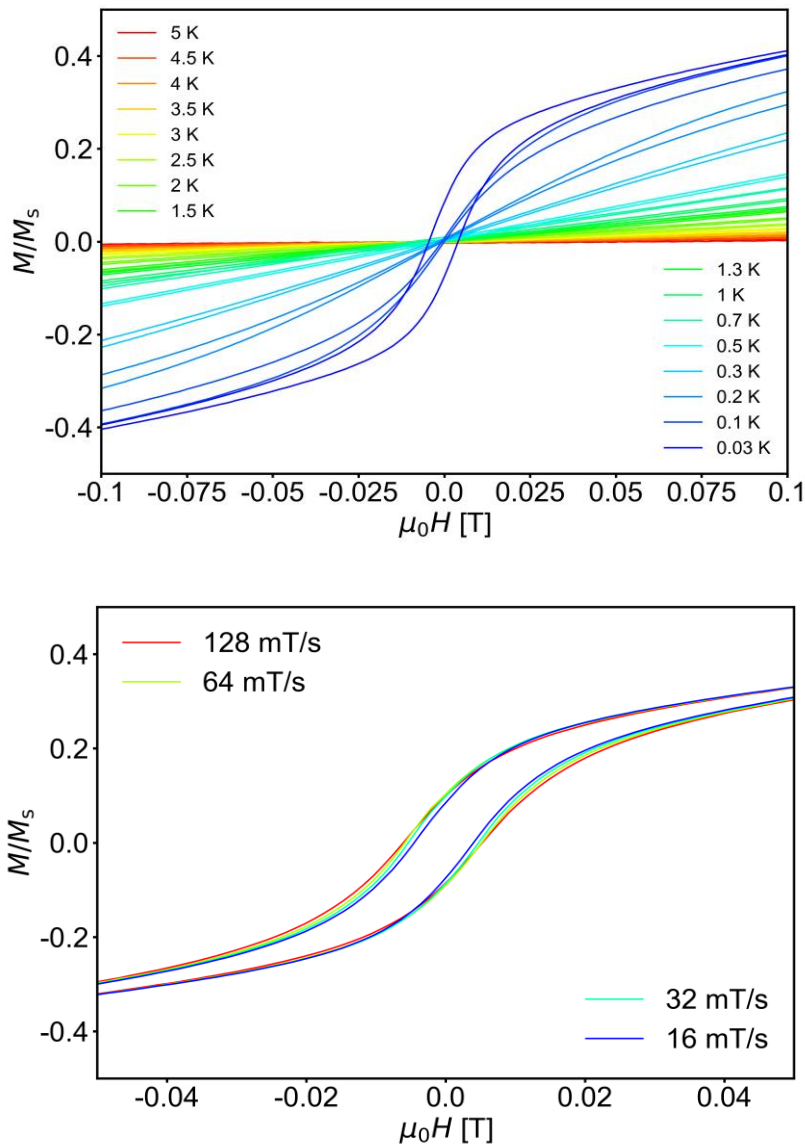 5 K
4.5 K
4 K
3.5 K
3 K
2.5 K
2 K
1.5 K
1.3 K
1 K
0.7 K
0.5 K
0.3 K
0.2 K
0.1 K
0.03 K
0.4
0.2
0.0
-0.2
-0.4
M/Ms
-0.1 -0.075 -0.05 -0.025 0.0 0.025 0.05 0.075 0.1
μ0H [T]
128 mT/s
64 mT/s
32 mT/s
16 mT/s
0.4
0.2
0.0
-0.2
-0.4
M/Ms
-0.04 -0.02 0.0 0.02 0.04
μ0H [T]